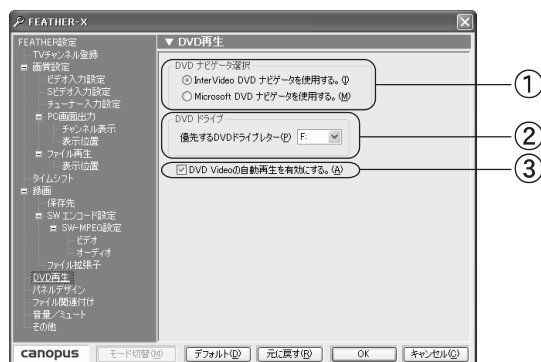 FEATHER-X
FEATHER設定
TVチャンネル登録
画質設定
ビデオ入力設定
Sビデオ入力設定
チューナー入力設定
PC画面出力
チャンネル表示
表示位置
ファイル再生
表示位置
タイムシフト
録画
保存先
SW エンコード設定
SW-MPEG設定
ビデオ
オーディオ
ファイル拡張子
DVD再生
パネルデザイン
ファイル関連付け
音量/ミュート
その他
▼ DVD再生
DVD ナビゲータ選択
InterVideo DVD ナビゲータを使用する。(I)
Microsoft DVD ナビゲータを使用する。(M)
DVD ドライブ
優先するDVDドライブレター(P) F:
DVD Videoの自動再生を有効にする。(A)
canopus モード切替(M) デフォルト(D) 元に戻す(R) OK キャンセル(C)
①
②
③